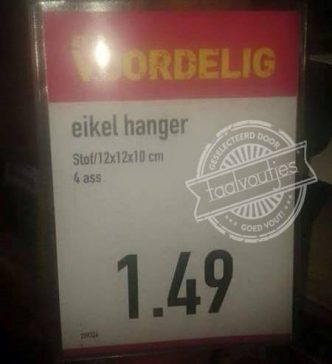 VOORDELIG
eikel hanger
Stof/12x12x10 cm
4 ass
GESELECTEERD DOOR
taalvoutjes
GOED VOUT!
1.49